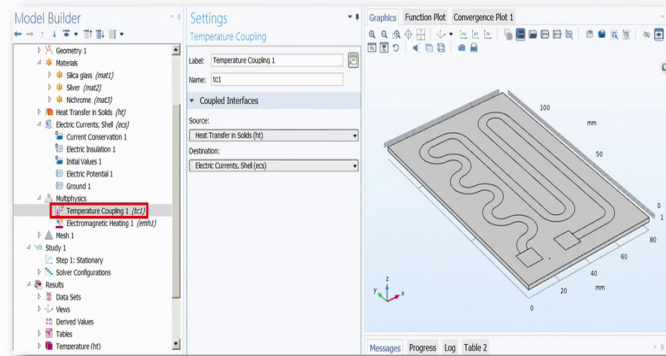 Model Builder
Geometry 1
Materials
Silica glass (mat1)
Silver (mat2)
Nichrome (mat3)
Heat Transfer in Solids (ht)
Electric Currents, Shell (ecs)
Current Conservation 1
Electric Insulation 1
Initial Values 1
Electric Potential 1
Ground 1
Multiphysics
Temperature Coupling 1 (tc1)
Electromagnetic Heating 1 (emh1)
Mesh 1
Study 1
Step 1: Stationary
Solver Configurations
Results
Data Sets
Views
Derived Values
Tables
Temperature (ht)
Settings
Temperature Coupling
Label: Temperature Coupling 1
Name: tc1
Coupled Interfaces
Source:
Heat Transfer in Solids (ht)
Destination:
Electric Currents, Shell (ecs)
Graphics Function Plot Convergence Plot 1
100
mm
50
0
1
80
60
40
mm
20
0
z
y
x
Messages Progress Log Table 2